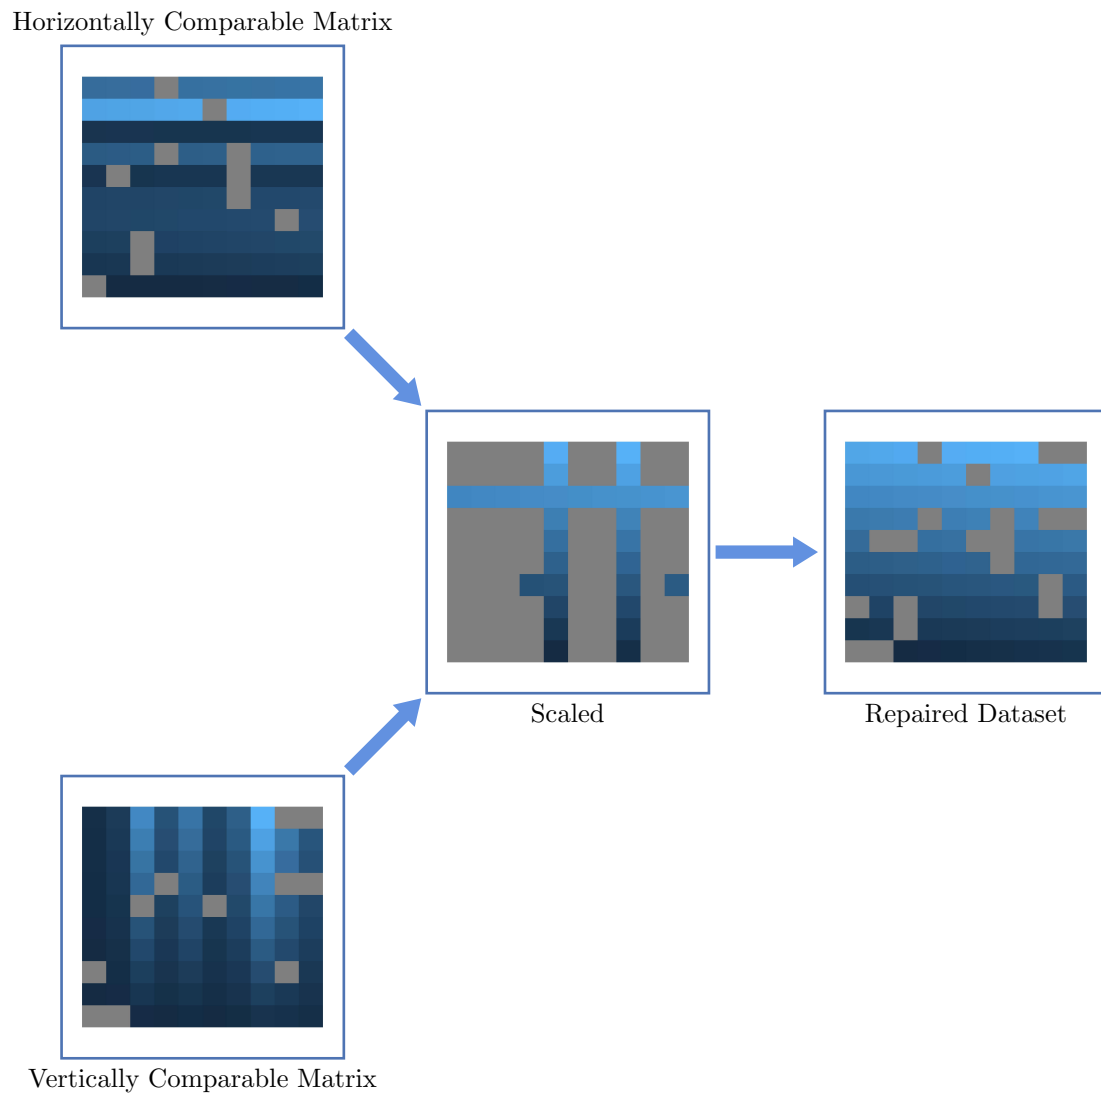 Horizontally Comparable Matrix
Scaled
Repaired Dataset
Vertically Comparable Matrix